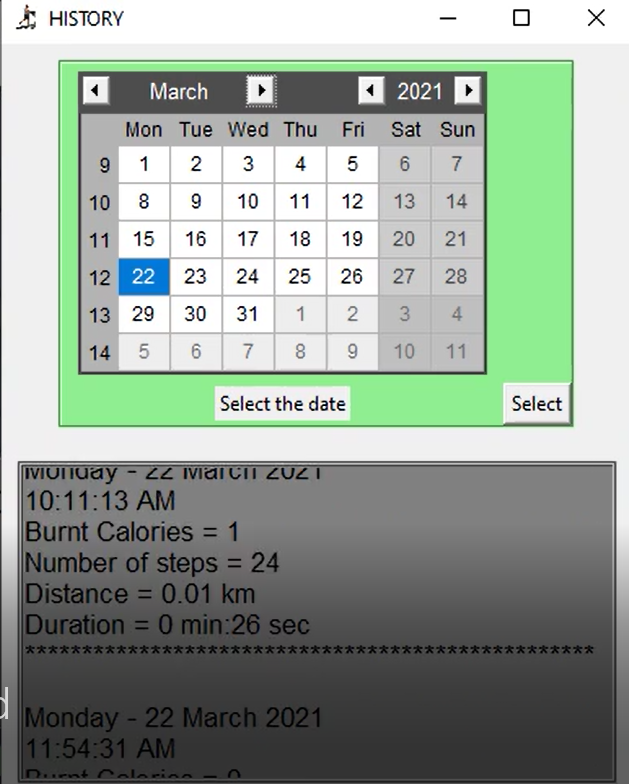 HISTORY
March 2021
Mon Tue Wed Thu Fri Sat Sun
9 1 2 3 4 5 6 7
10 8 9 10 11 12 13 14
11 15 16 17 18 19 20 21
12 22 23 24 25 26 27 28
13 29 30 31 1 2 3 4
14 5 6 7 8 9 10 11
Select the date Select
Monday - 22 March 2021
10:11:13 AM
Burnt Calories = 1
Number of steps = 24
Distance = 0.01 km
Duration = 0 min:26 sec
****************************************************
d
Monday - 22 March 2021
11:54:31 AM
Burnt Calories = 0